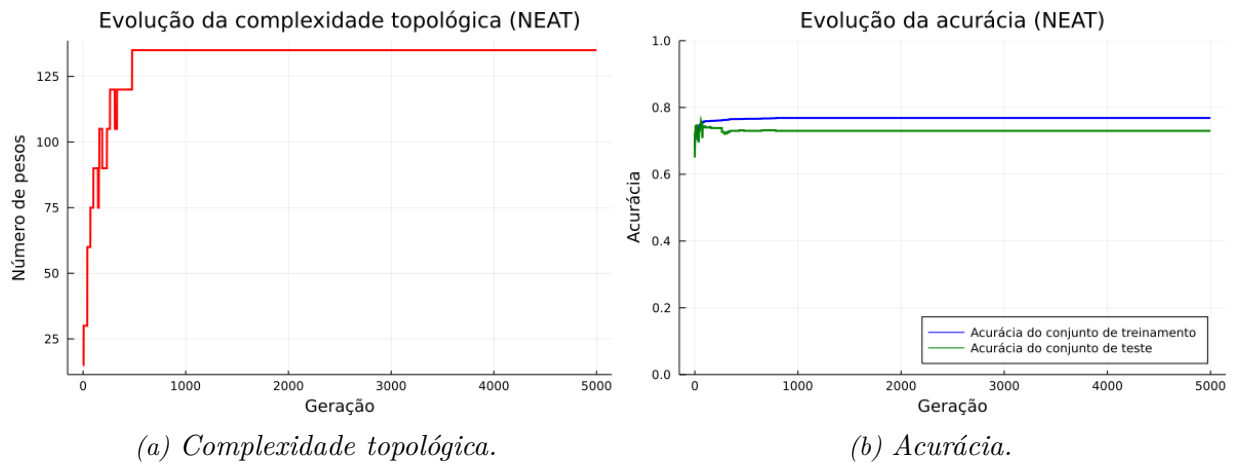 Evolução da complexidade topológica (NEAT)
Número de pesos
125
100
75
50
25
0
1000
2000
3000
4000
5000
Geração
(a) Complexidade topológica.
Evolução da acurácia (NEAT)
Acurácia
1.0
0.8
0.6
0.4
0.2
0.0
Acurácia do conjunto de treinamento
Acurácia do conjunto de teste
0
1000
2000
3000
4000
5000
Geração
(b) Acurácia.